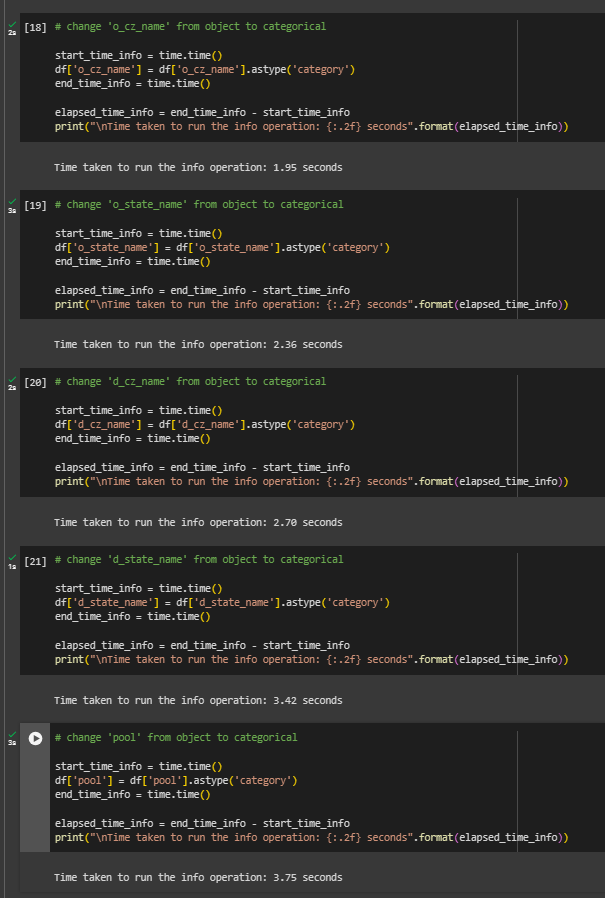 [18] # change 'o_cz_name' from object to categorical
2s
start_time_info = time.time()
df['o_cz_name'] = df['o_cz_name'].astype('category')
end_time_info = time.time()
elapsed_time_info = end_time_info - start_time_info
print("\nTime taken to run the info operation: {:.2f} seconds".format(elapsed_time_info))
Time taken to run the info operation: 1.95 seconds
[19] # change 'o_state_name' from object to categorical
3s
start_time_info = time.time()
df['o_state_name'] = df['o_state_name'].astype('category')
end_time_info = time.time()
elapsed_time_info = end_time_info - start_time_info
print("\nTime taken to run the info operation: {:.2f} seconds".format(elapsed_time_info))
Time taken to run the info operation: 2.36 seconds
[20] # change 'd_cz_name' from object to categorical
2s
start_time_info = time.time()
df['d_cz_name'] = df['d_cz_name'].astype('category')
end_time_info = time.time()
elapsed_time_info = end_time_info - start_time_info
print("\nTime taken to run the info operation: {:.2f} seconds".format(elapsed_time_info))
Time taken to run the info operation: 2.70 seconds
[21] # change 'd_state_name' from object to categorical
1s
start_time_info = time.time()
df['d_state_name'] = df['d_state_name'].astype('category')
end_time_info = time.time()
elapsed_time_info = end_time_info - start_time_info
print("\nTime taken to run the info operation: {:.2f} seconds".format(elapsed_time_info))
Time taken to run the info operation: 3.42 seconds
# change 'pool' from object to categorical
3s
start_time_info = time.time()
df['pool'] = df['pool'].astype('category')
end_time_info = time.time()
elapsed_time_info = end_time_info - start_time_info
print("\nTime taken to run the info operation: {:.2f} seconds".format(elapsed_time_info))
Time taken to run the info operation: 3.75 seconds